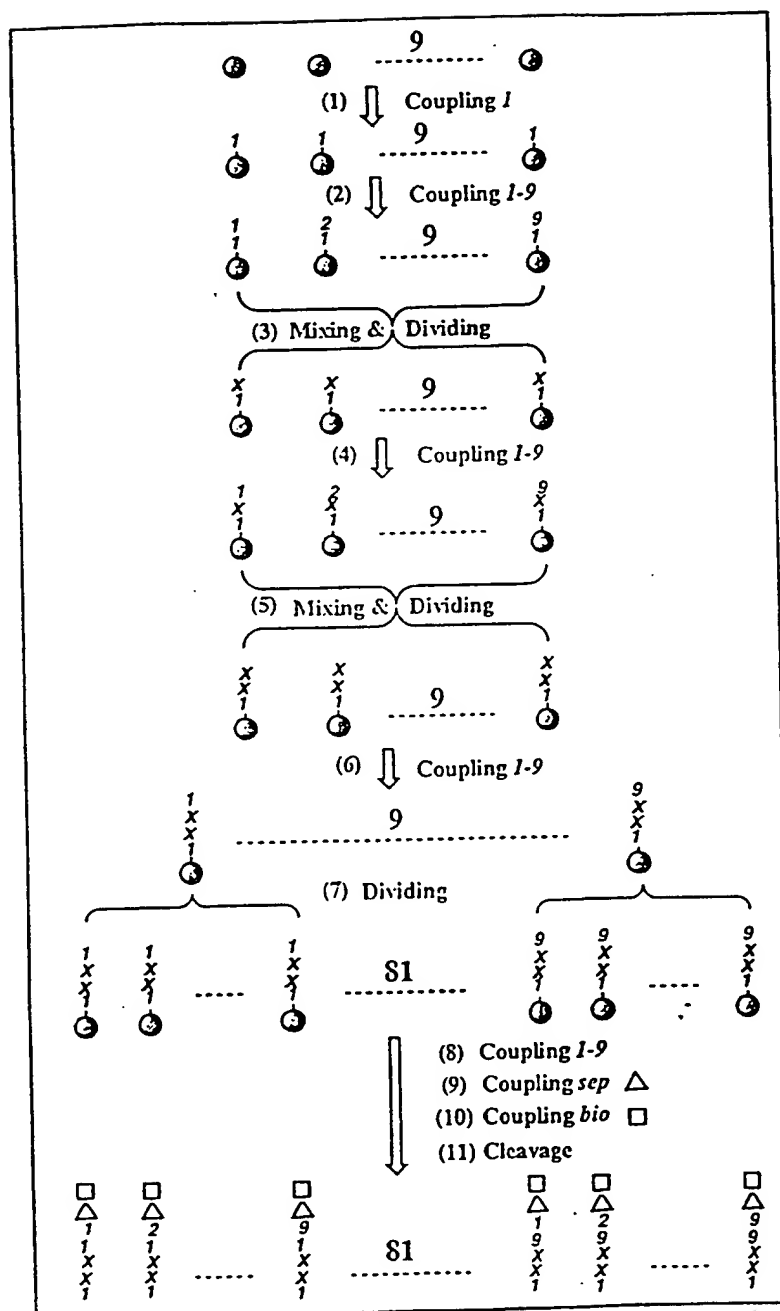 9
(1) Coupling 1
1 1 9 1
(2) Coupling 1-9
1 2 9 9
1 1 1
(3) Mixing & Dividing
X X 9 X
1 1 1
(4) Coupling 1-9
1 2 9
X X 9 X
1 1 1
(5) Mixing & Dividing
X X X
X X 9 X
1 1 1
(6) Coupling 1-9
1 9 9
X X
X X
1 1
(7) Dividing
1 1 1 9 9 9
X X X 81 X X X
X X X X X X
1 1 1 1 1 1
(8) Coupling 1-9
(9) Coupling sep
(10) Coupling bio
(11) Cleavage
1 2 9 1 2 9
1 1 1 9 9 9
X X X 81 X X X
X X X X X X
1 1 1 1 1 1